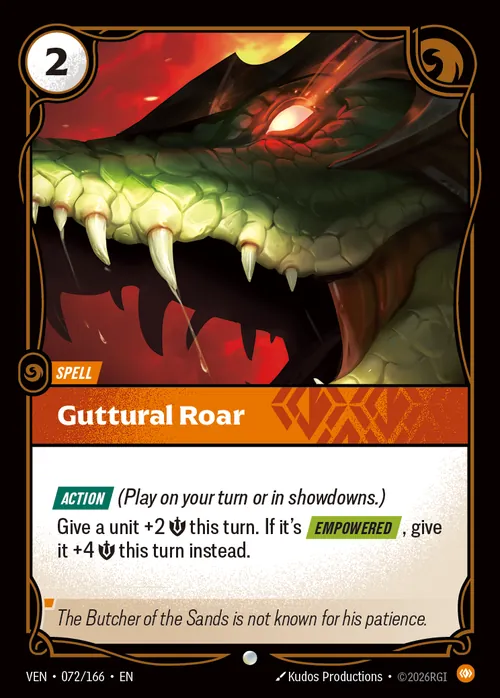 2
SPELL
Guttural Roar
ACTION (Play on your turn or in showdowns.)
Give a unit +2 this turn. If it's EMPOWERED, give
it +4 this turn instead.
The Butcher of the Sands is not known for his patience.
VEN • 072/166 • EN
Kudos Productions • ©2026RGI